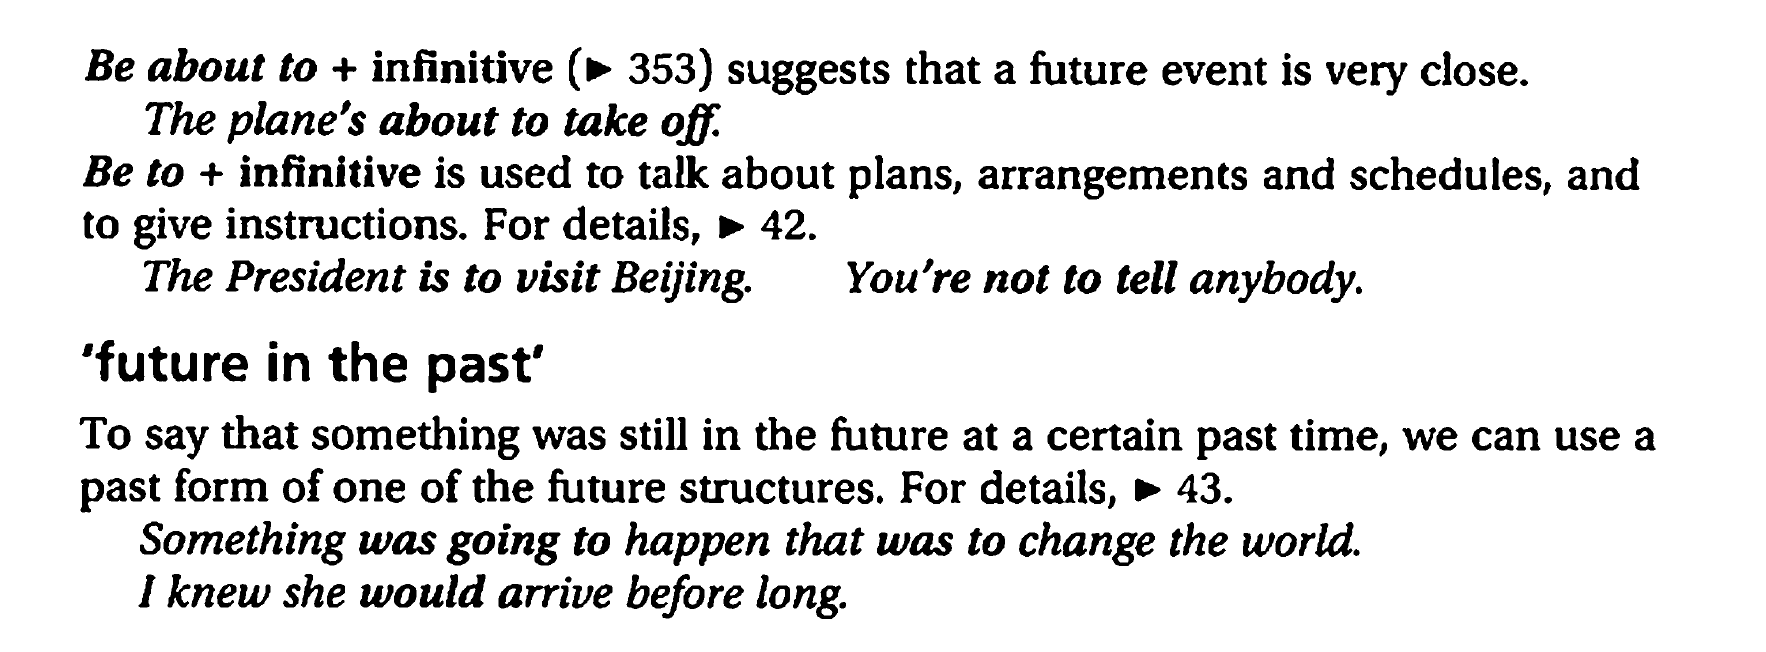 Be about to + infinitive (► 353) suggests that a future event is very close.
The plane's about to take off.
Be to + infinitive is used to talk about plans, arrangements and schedules, and
to give instructions. For details, ► 42.
The President is to visit Beijing. You're not to tell anybody.
'future in the past'
To say that something was still in the future at a certain past time, we can use a
past form of one of the future structures. For details, ► 43.
Something was going to happen that was to change the world.
I knew she would arrive before long.